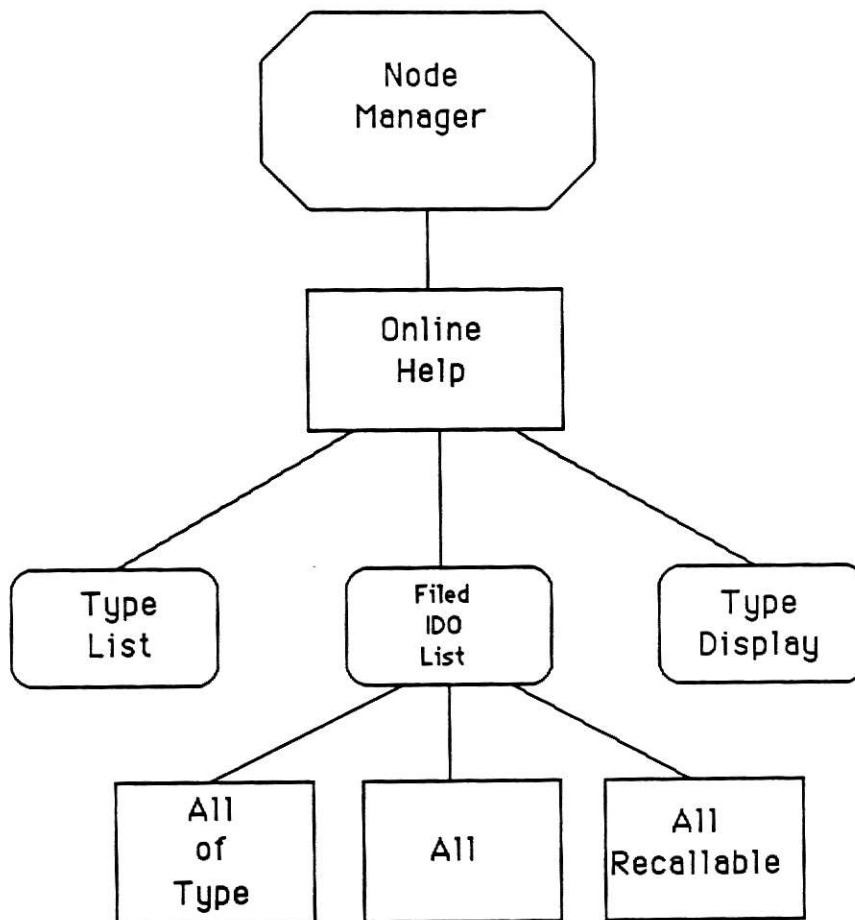 Node
Manager
Online
Help
Type
List
Filed
IDO
List
Type
Display
All
of
Type
All
All
Recallable